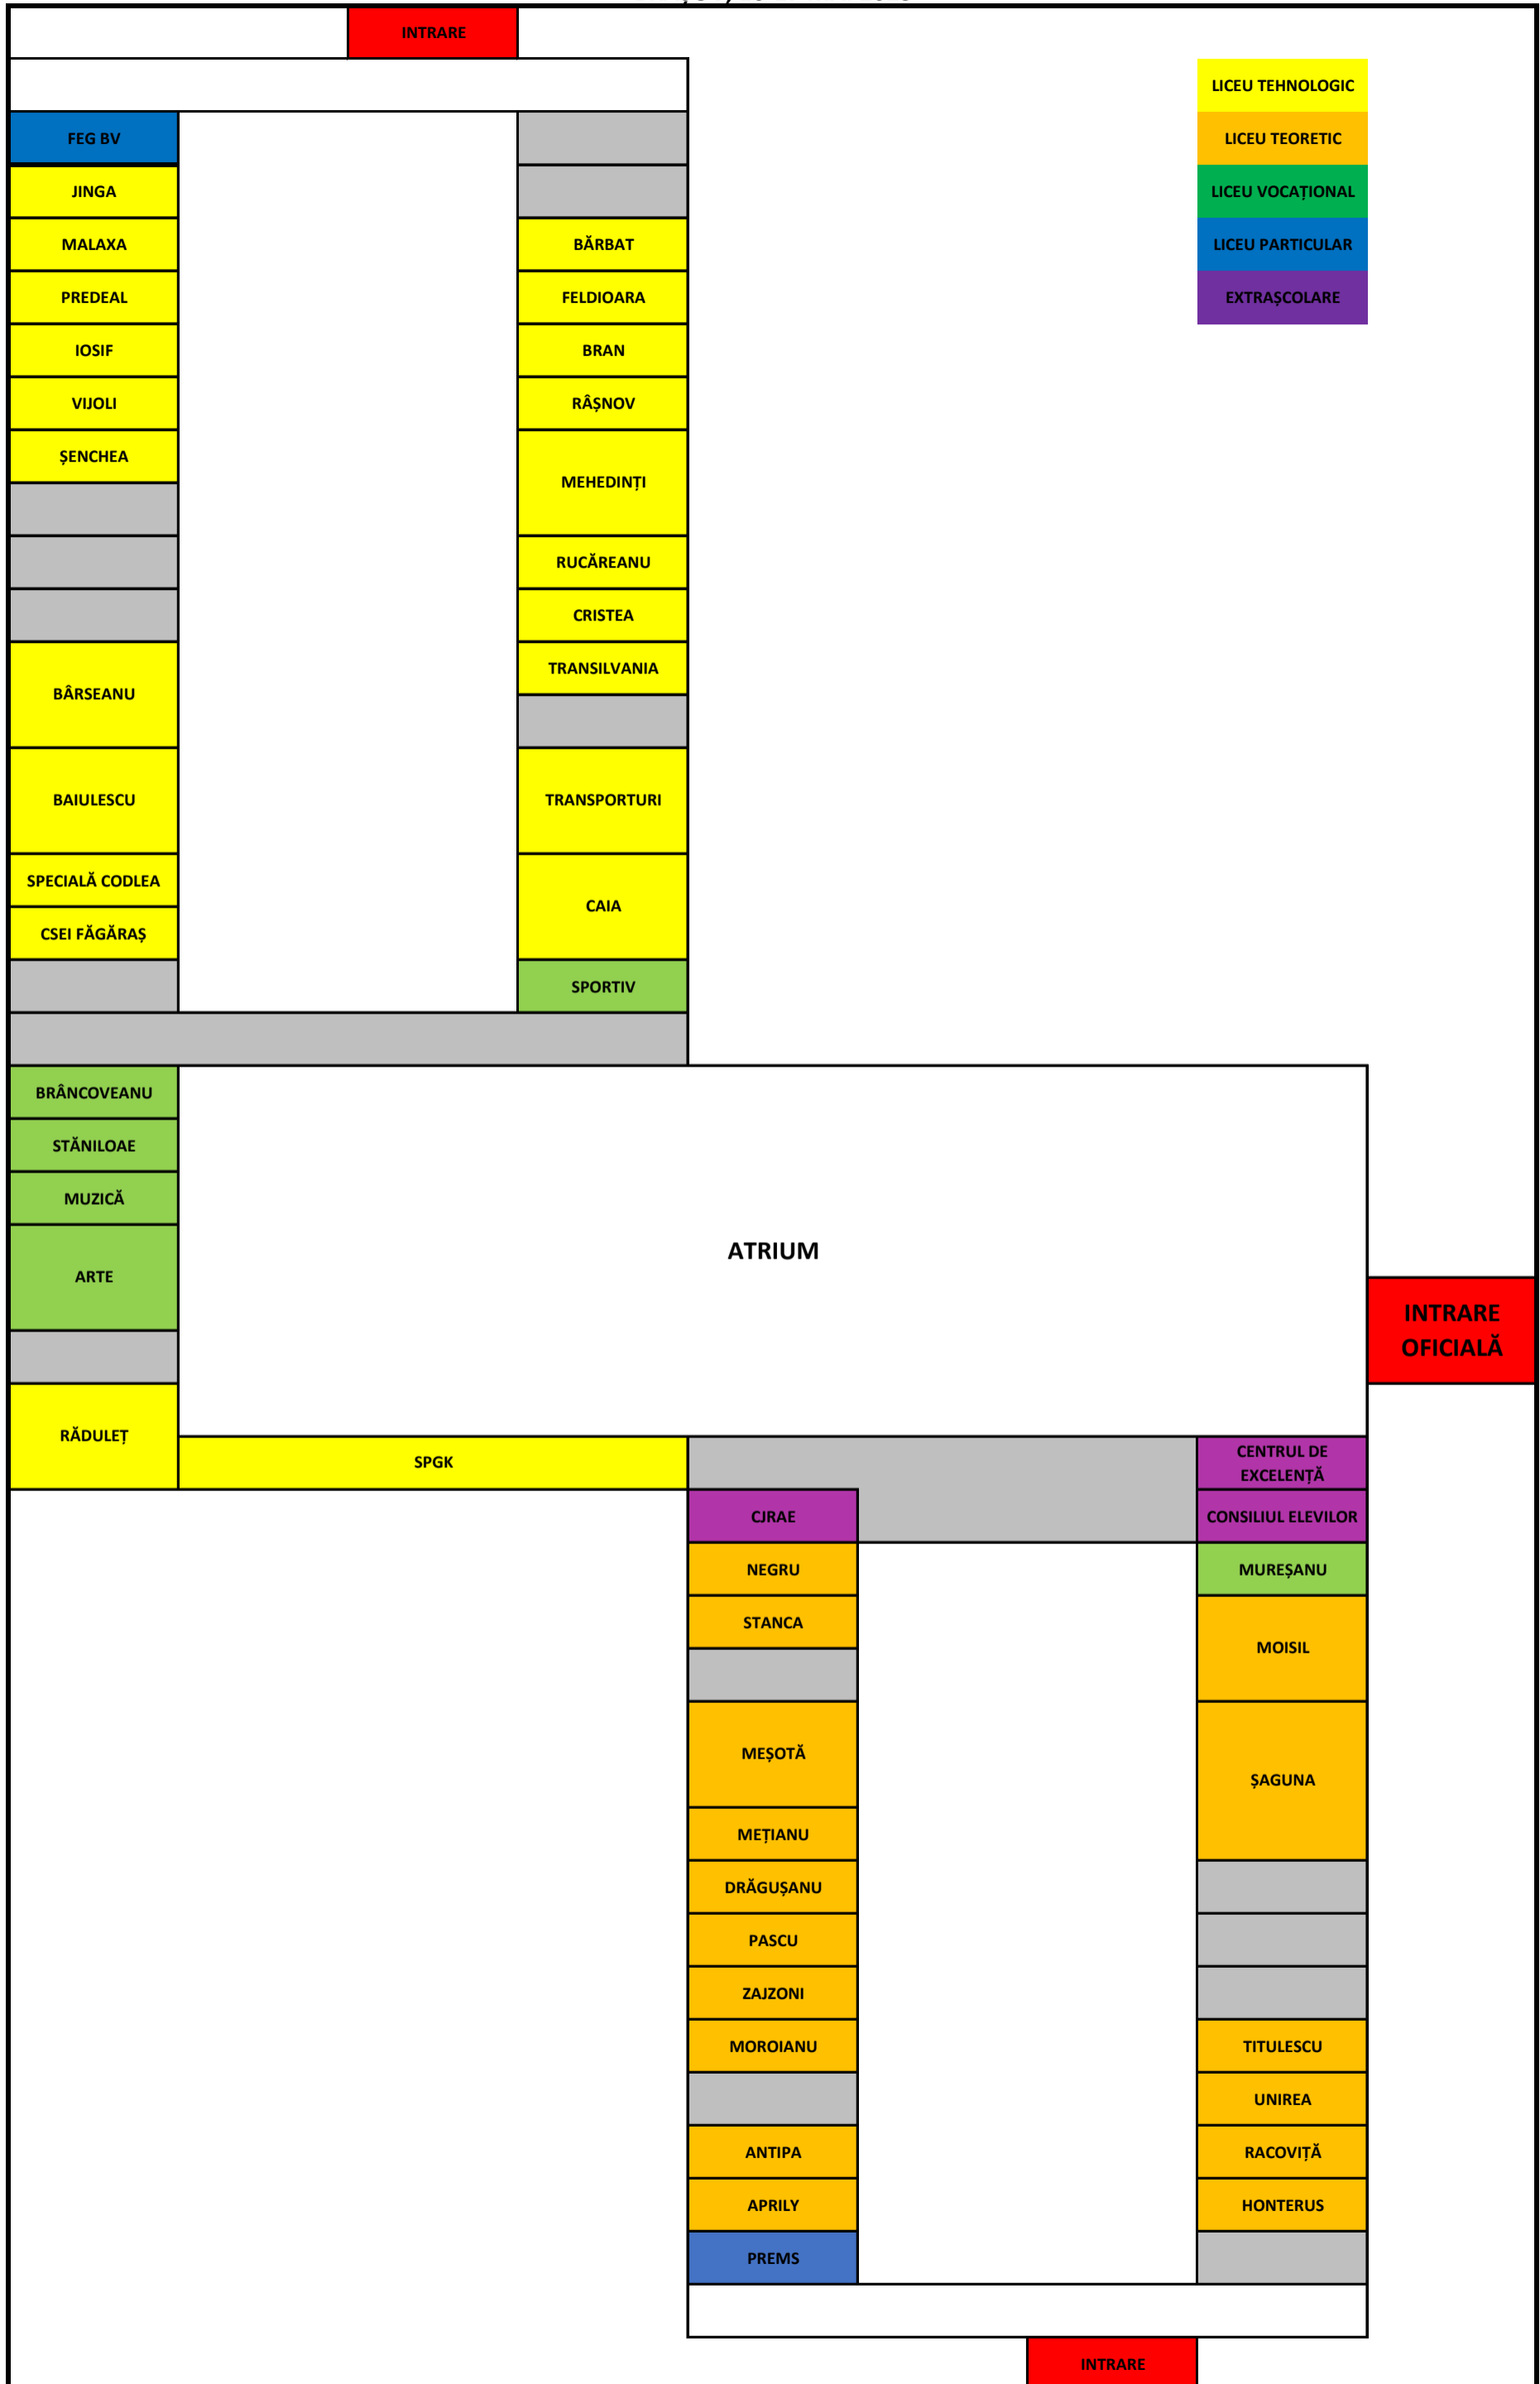 INTRARE
LICEU TEHNOLOGIC
FEG BV
LICEU TEORETIC
JINGA
LICEU VOCAȚIONAL
MALAXA
BĂRBAT
LICEU PARTICULAR
PREDEAL
FELDIOARA
EXTRAȘCOLARE
IOSIF
BRAN
VIJOLI
RÂȘNOV
ȘENCHEA
MEHEDINȚI
RUCĂREANU
CRISTEA
TRANSILVANIA
BÂRSEANU
BAIULESCU
TRANSPORTURI
SPECIALĂ CODLEA
CAIA
CSEI FĂGĂRAȘ
SPORTIV
BRÂNCOVEANU
STĂNILOAE
MUZICĂ
ATRIUM
ARTE
INTRARE
OFICIALĂ
RĂDULEȚ
SPGK
CENTRUL DE
EXCELENȚĂ
CJRAE
CONSILIUL ELEVILOR
NEGRU
MUREȘANU
STANCA
MOISIL
MEȘOTĂ
ȘAGUNA
MEȚIANU
DRĂGUȘANU
PASCU
ZAJZONI
MOROIANU
TITULESCU
UNIREA
ANTIPA
RACOVIȚĂ
APRILY
HONTERUS
PREMS
INTRARE